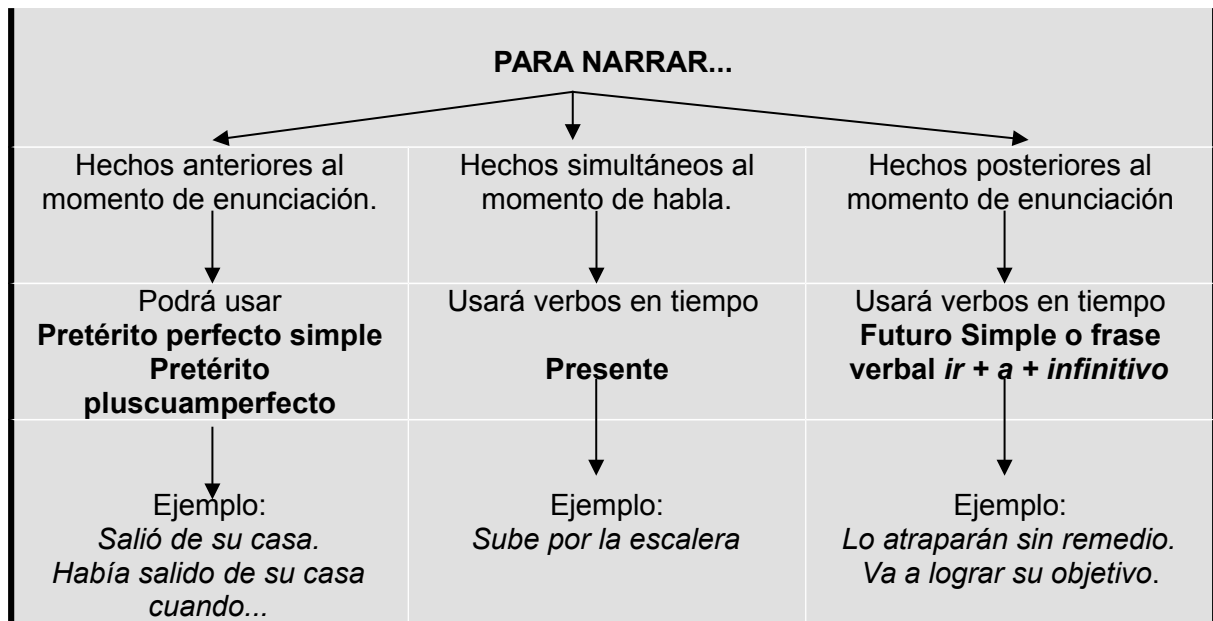 PARA NARRAR...
Hechos anteriores al
momento de enunciación.
Hechos simultáneos al
momento de habla.
Hechos posteriores al
momento de enunciación
Podrá usar
Pretérito perfecto simple
Pretérito
pluscuamperfecto
Usará verbos en tiempo
Presente
Usará verbos en tiempo
Futuro Simple o frase
verbal ir + a + infinitivo
Ejemplo:
Salió de su casa.
Había salido de su casa
cuando...
Ejemplo:
Sube por la escalera
Ejemplo:
Lo atraparán sin remedio.
Va a lograr su objetivo.